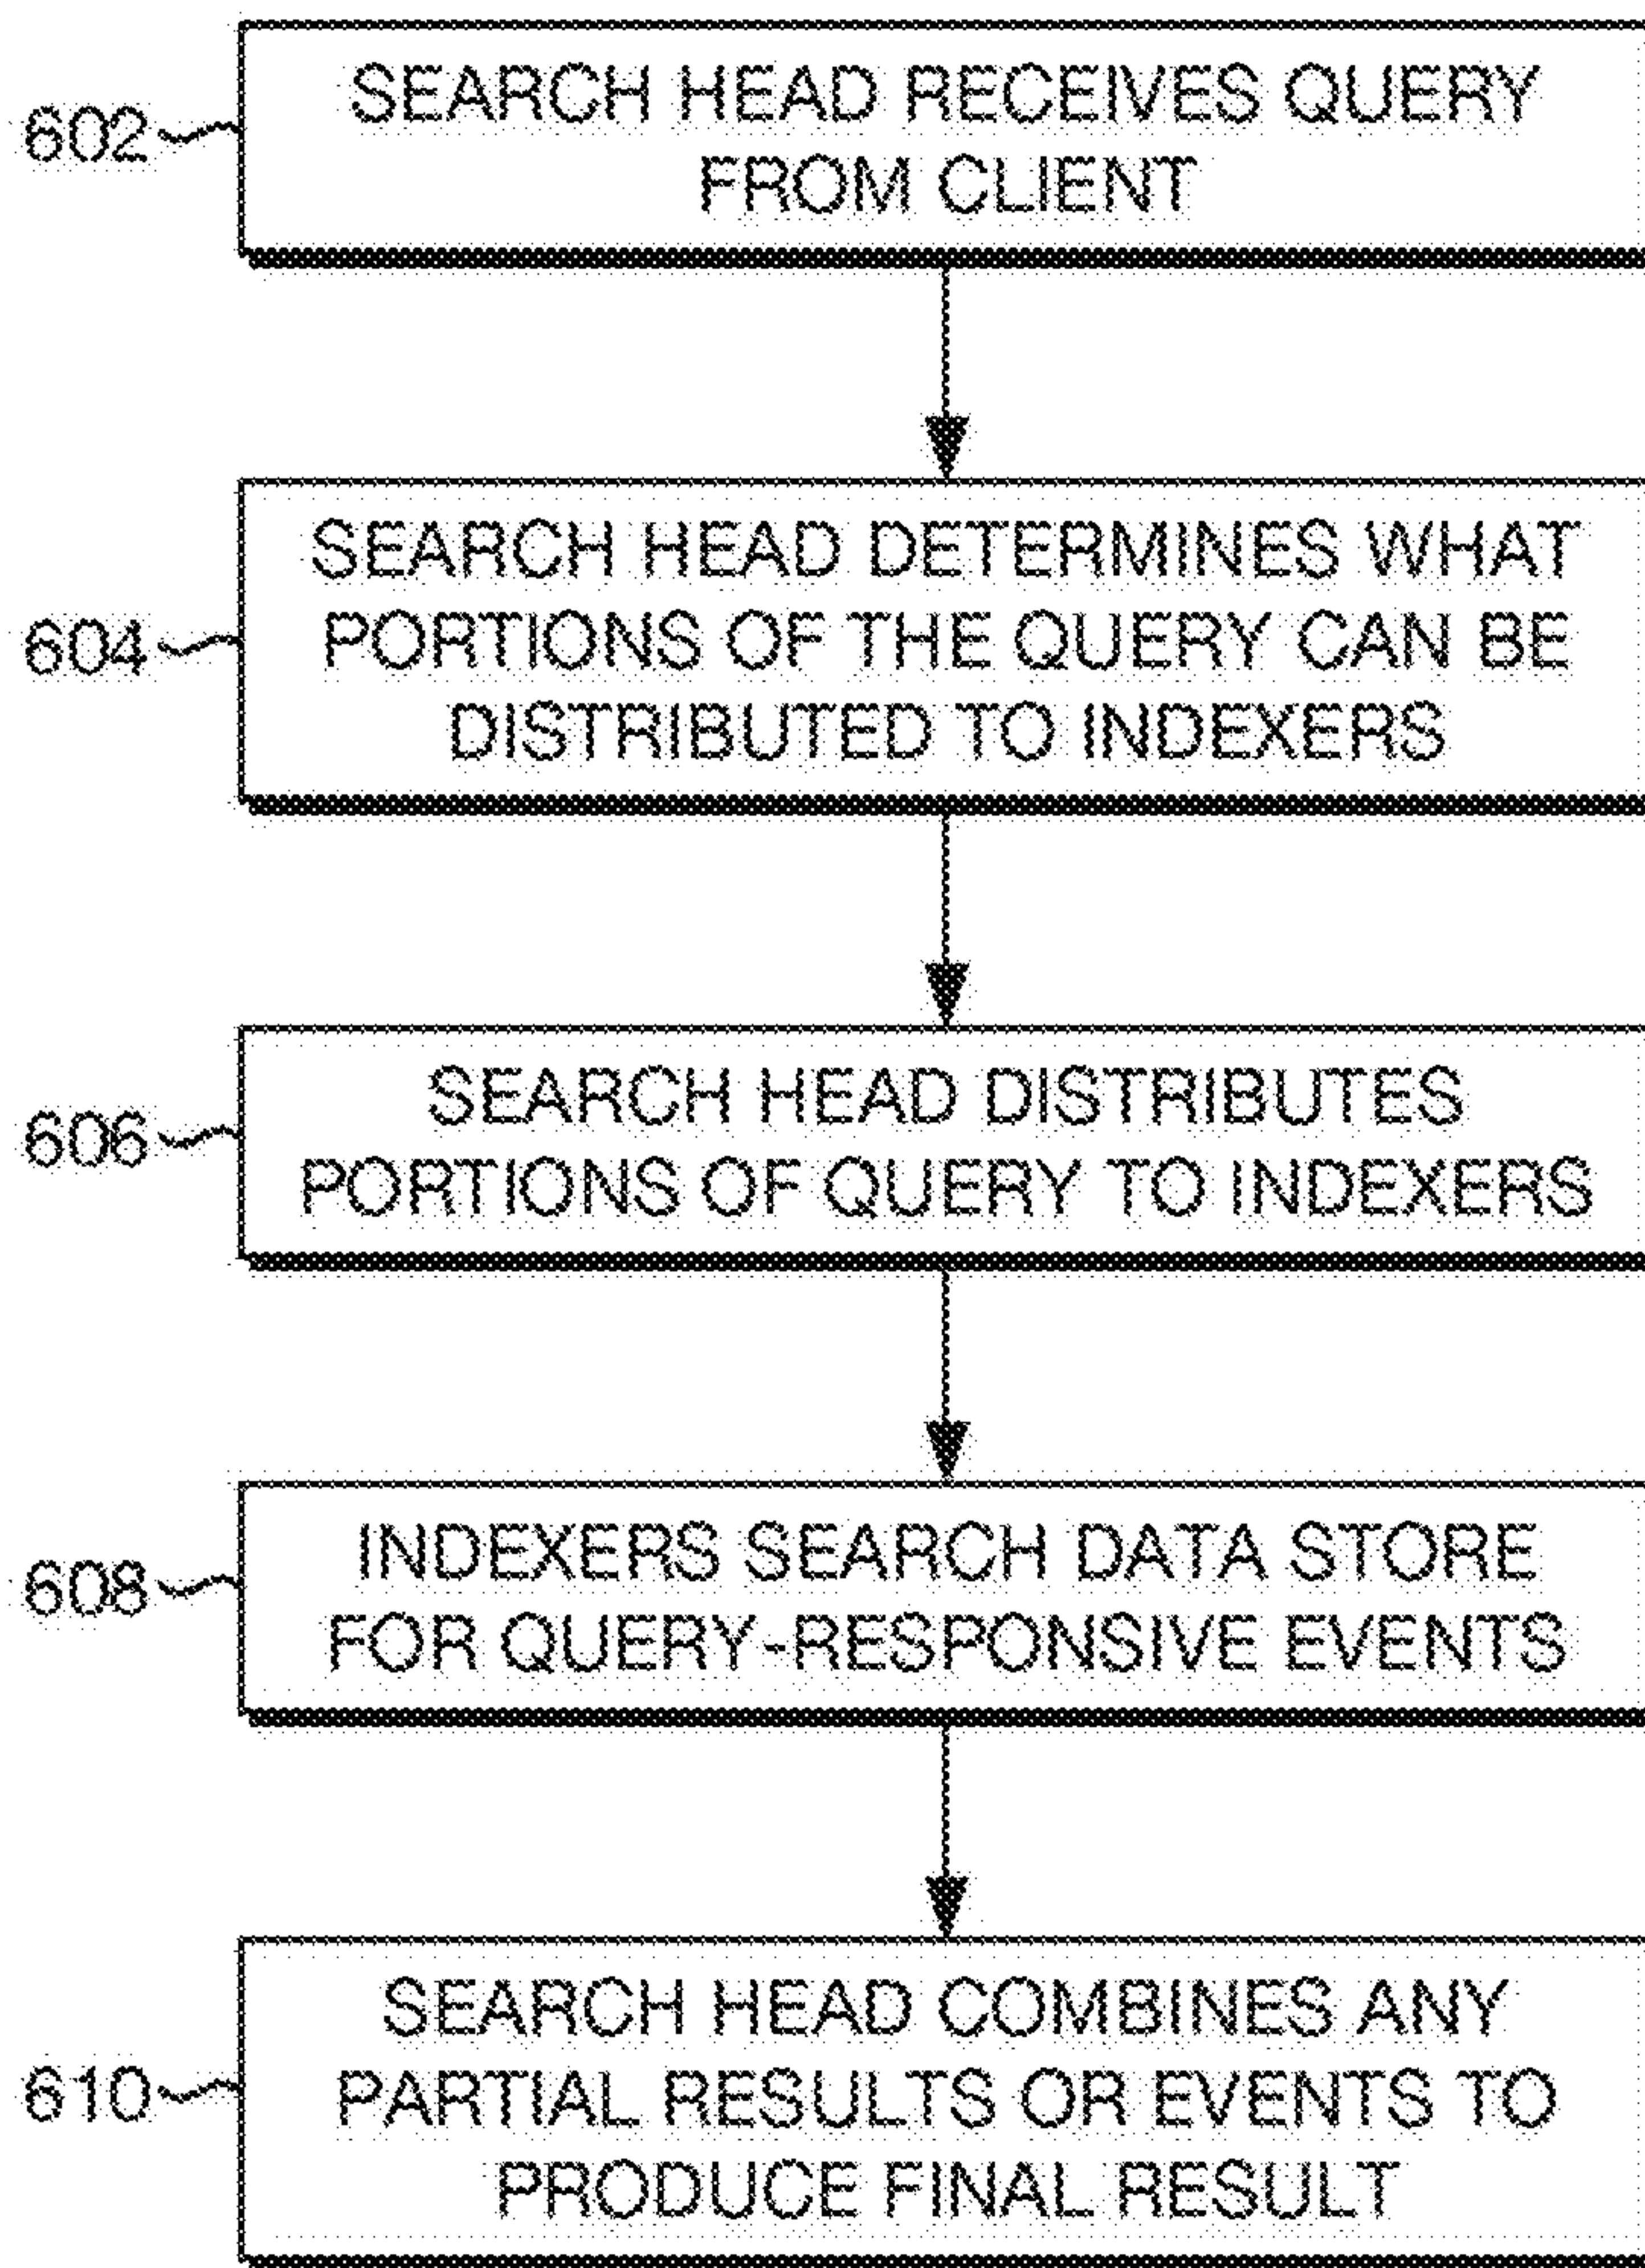 SEARCH HEAD RECEIVES QUERY
602
FROM CLIENT
SEARCH HEAD DETERMINES WHAT
604
PORTIONS OF THE QUERY CAN BE
DISTRIBUTED TO INDEXERS
SEARCH HEAD DISTRIBUTES
606
PORTIONS OF QUERY TO INDEXERS
INDEXERS SEARCH DATA STORE
608
FOR QUERY-RESPONSIVE EVENTS
SEARCH HEAD COMBINES ANY
610
PARTIAL RESULTS OR EVENTS TO
PRODUCE FINAL RESULT